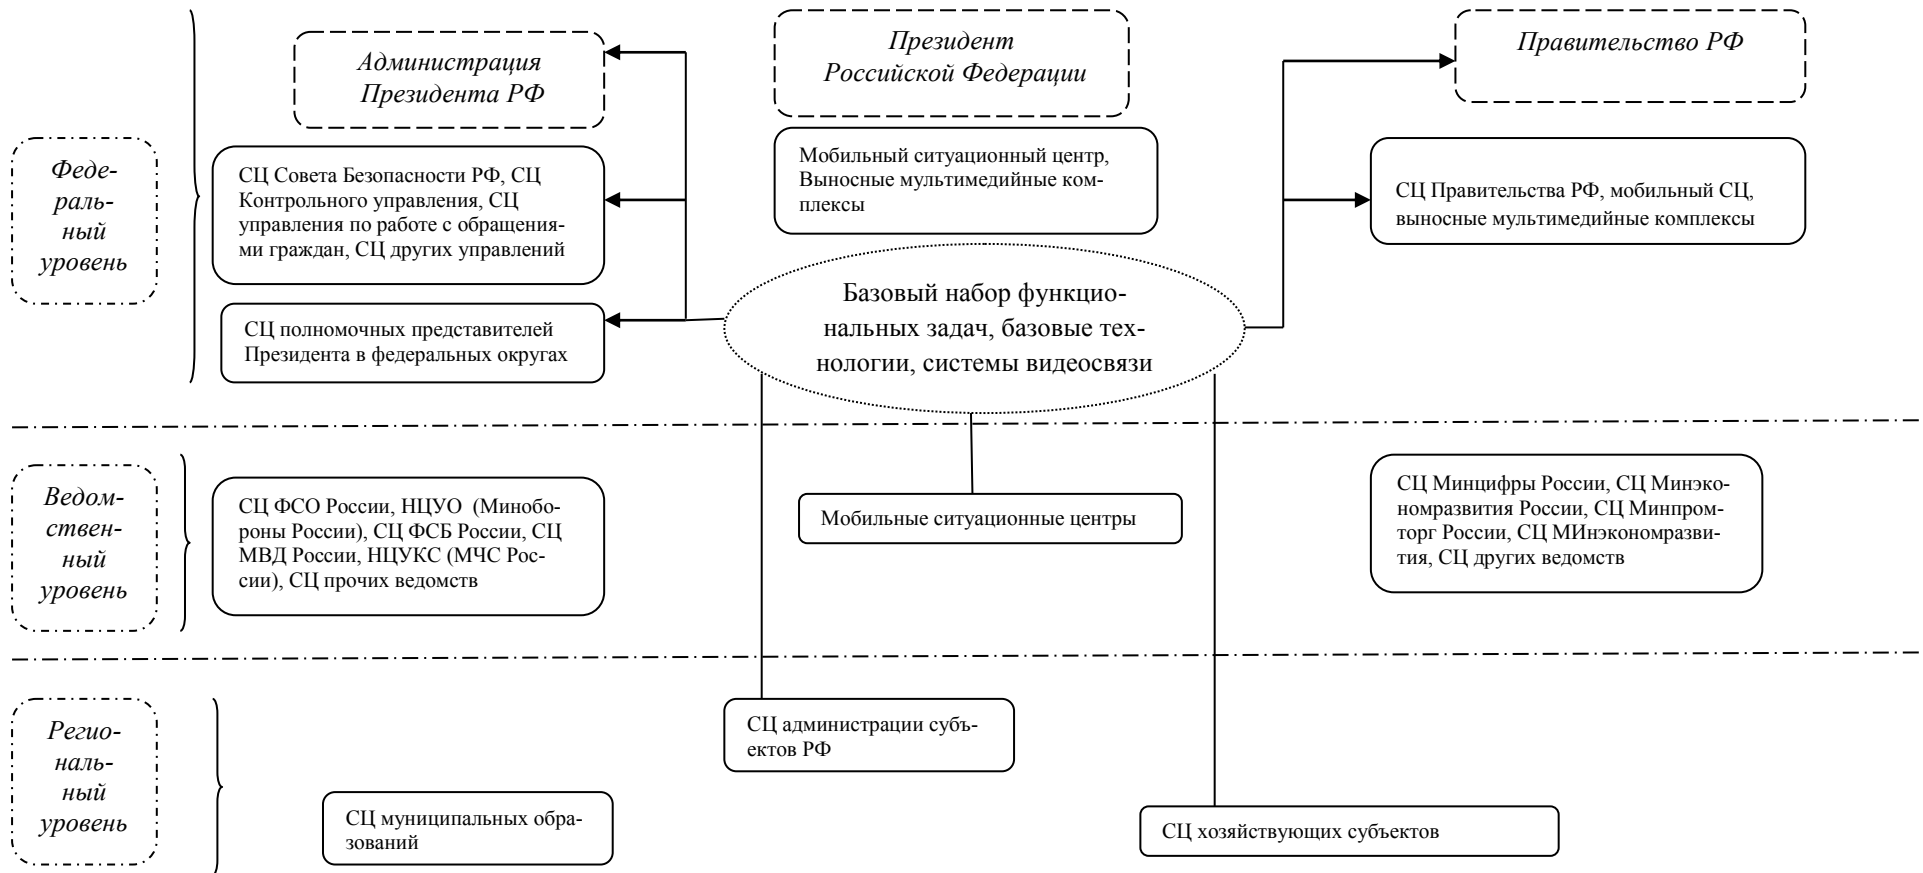 Администрация
Президента РФ
Президент
Российской Федерации
Правительство РФ
Феде-
раль-
ный
уровень
СЦ Совета Безопасности РФ, СЦ
Контрольного управления, СЦ
управления по работе с обращени-
ями граждан, СЦ других управлений
Мобильный ситуационный центр,
Выносные мультимедийные ком-
плексы
СЦ Правительства РФ, мобильный СЦ,
выносные мультимедийные комплексы
СЦ полномочных представителей
Президента в федеральных округах
Базовый набор функцио-
нальных задач, базовые тех-
нологии, системы видеосвязи
Ведом-
ствен-
ный
уровень
СЦ ФСО России, НЦУО (Минобо-
роны России), СЦ ФСБ России, СЦ
МВД России, НЦУКС (МЧС Рос-
сии), СЦ прочих ведомств
Мобильные ситуационные центры
СЦ Минцифры России, СЦ Минэко-
номразвития России, СЦ Минпром-
торг России, СЦ МИнэкономразви-
тия, СЦ других ведомств
Регио-
наль-
ный
уровень
СЦ администрации субъ-
ектов РФ
СЦ муниципальных обра-
зований
СЦ хозяйствующих субъектов